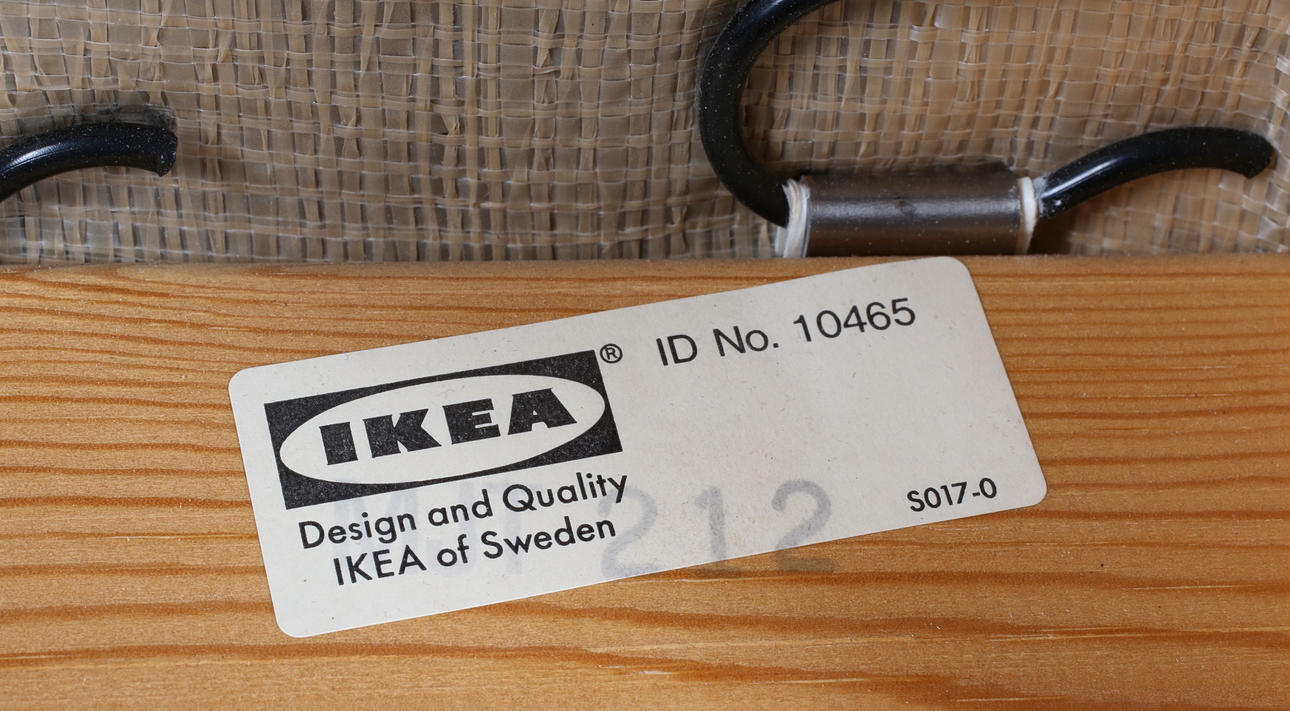 IKEA®
ID No. 10465
Design and Quality
IKEA of Sweden
212
S017-0